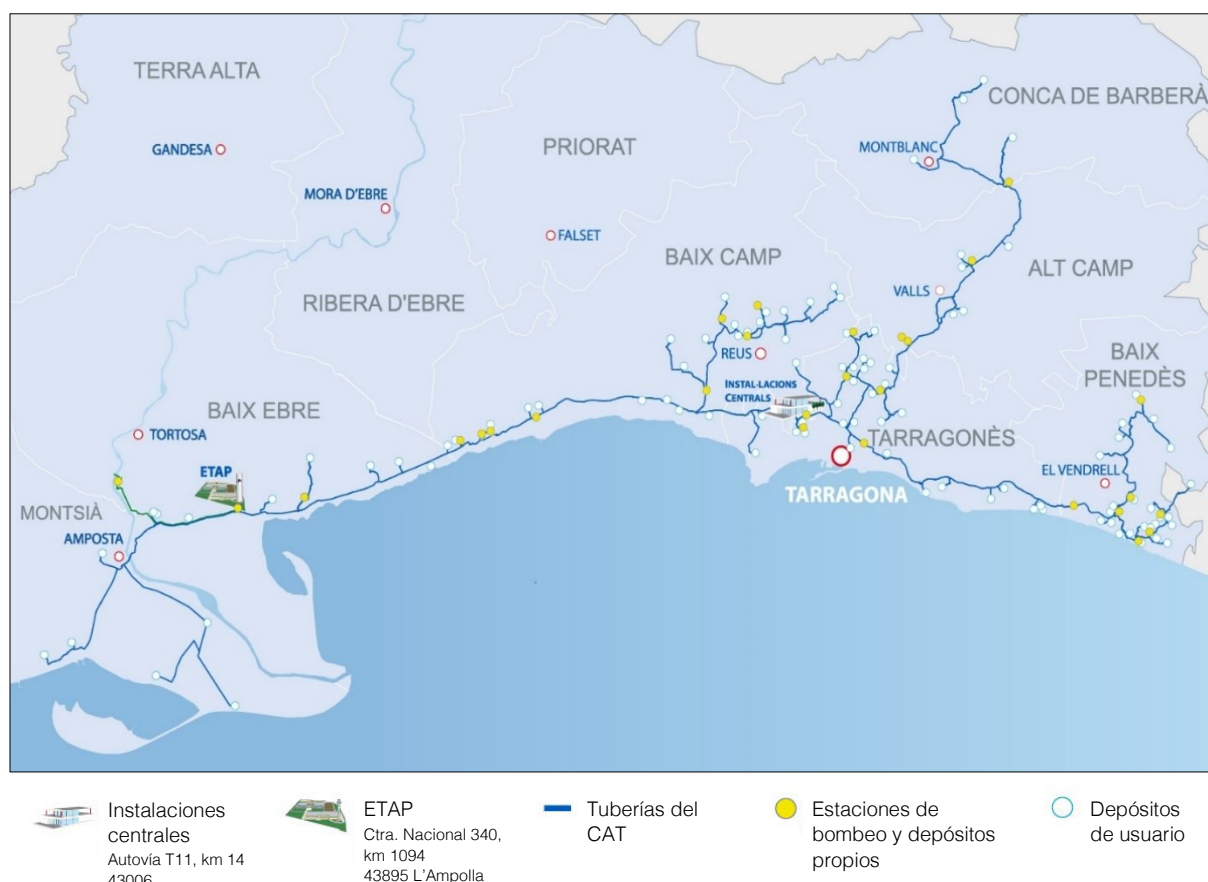 TERRA ALTA
CONCA DE BARBERÀ
GANDESA
PRIORAT
MONTBLANC
MORA D'EBRE
FALSET
BAIX CAMP
ALT CAMP
RIBERA D'EBRE
VALLS
REUS
BAIX
PENEDÈS
INSTAL·LACIONS
CENTRALS
BAIX EBRE
TORTOSA
TARRAGONÈS
ETAP
EL VENDRELL
TARRAGONA
MONTSIÀ
AMPOSTA
Instalaciones
centrales
Autovía T11, km 14
43006
ETAP
Ctra. Nacional 340,
km 1094
43895 L'Ampolla
Tuberías del
CAT
Estaciones de
bombeo y depósitos
propios
Depósitos
de usuario